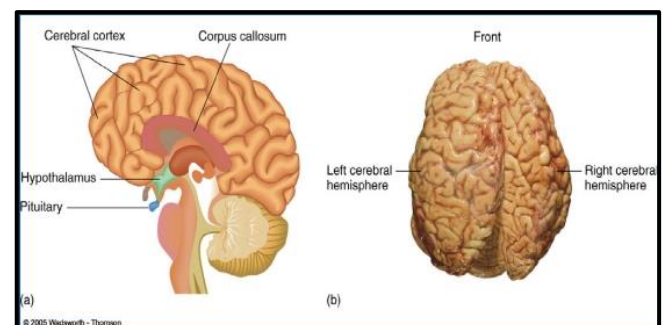 Cerebral cortex
Corpus callosum
Front
Hypothalamus
Pituitary
Left cerebral
hemisphere
Right cerebral
hemisphere
(a)
(b)
© 2005 Wadsworth - Thomson